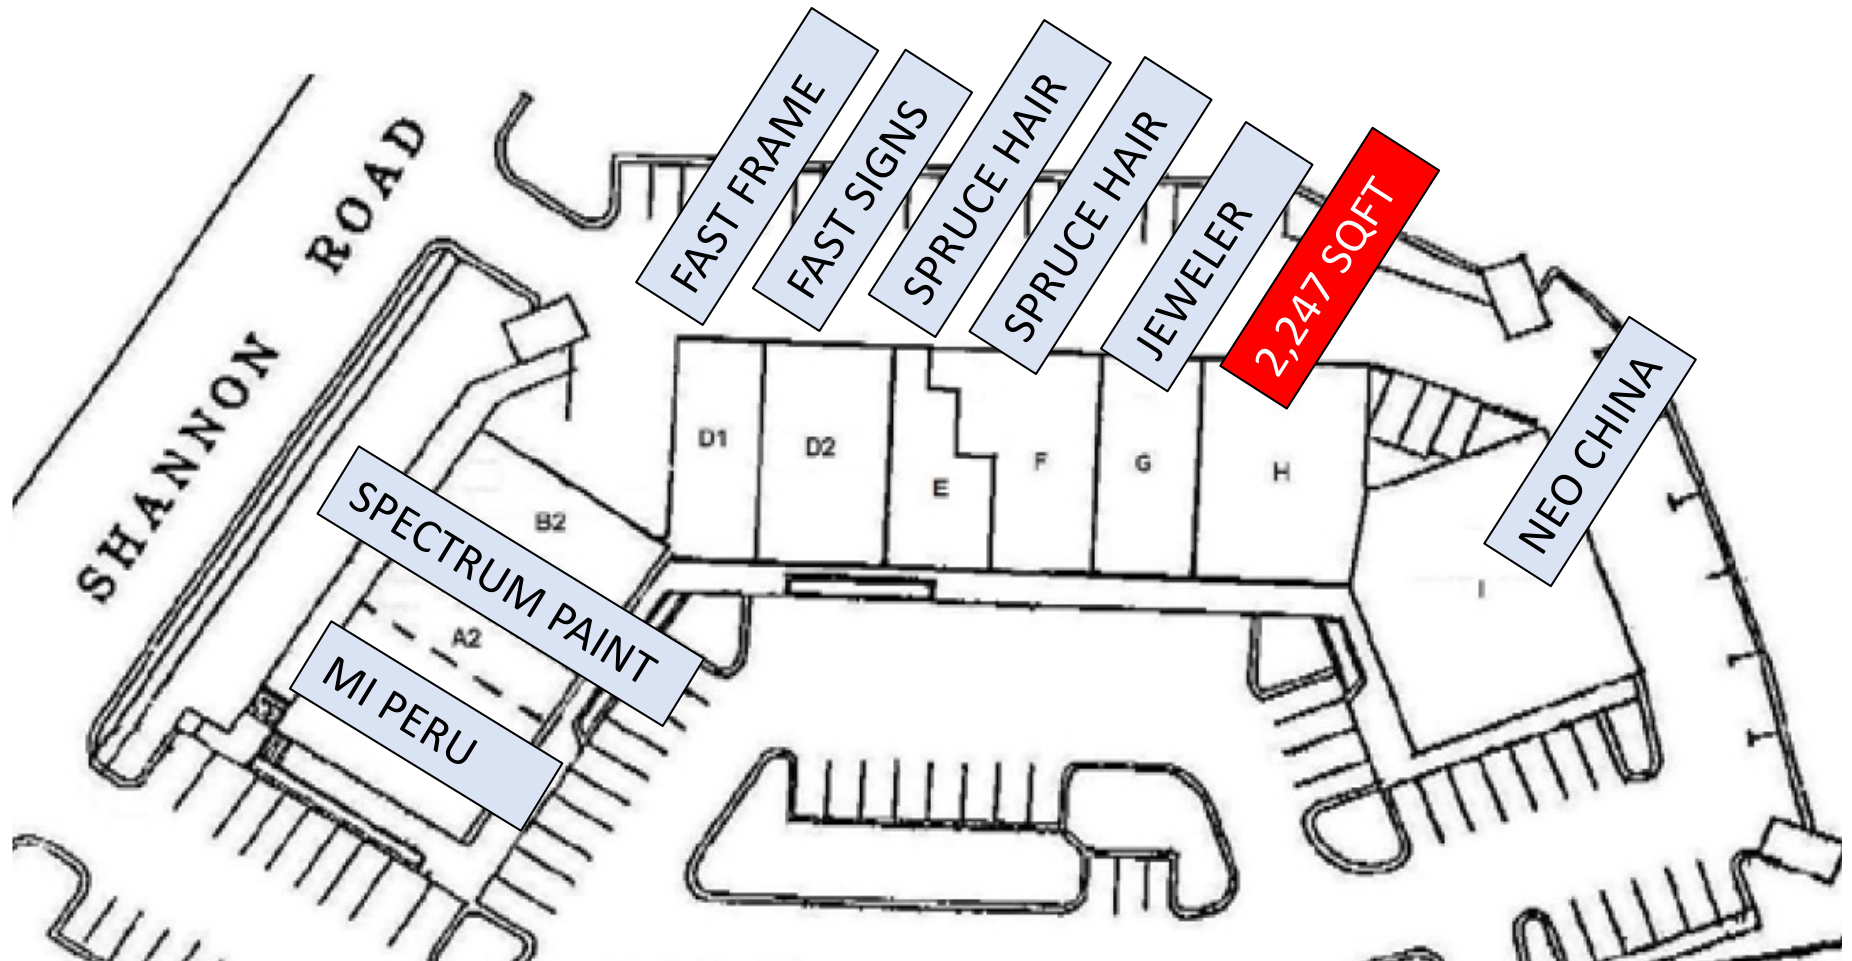 SHANNON ROAD
FAST FRAME
FAST SIGNS
SPRUCE HAIR
SPRUCE HAIR
JEWELER
2,247 SQFT
NEO CHINA
SPECTRUM PAINT
MI PERU
D1
D2
E
F
G
H
I
B2
A2